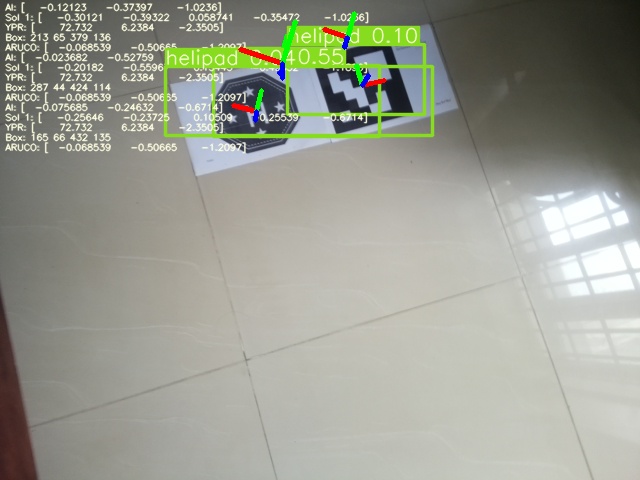 AI: [ -0.12123 -0.37397 -1.0236]
Sol 1: [ -0.30121 -0.39322 0.058741 -0.35472 -1.0236]
YPR: [ 72.732 6.2384 -2.3505]
Box: 213 65 379 136
helipad 0.10
ARUCO: [ -0.068539 -0.50665 -1.2097]
AI: [ -0.023682 -0.52759
helipad 0.040.55
Sol 1: [ -0.20182
YPR: [ 72.732 6.2384 -2.3505]
Box: 287 44 424 114
ARUCO: [ -0.068539 -0.50665 -1.2097]
AI: [ -0.075685 -0.24632 -0.6714]
Sol 1: [ -0.25646 -0.23725 0.10509 0.25539 -0.6714]
YPR: [ 72.732 6.2384 -2.3505]
Box: 165 66 432 135
ARUCO: [ -0.068539 -0.50665 -1.2097]